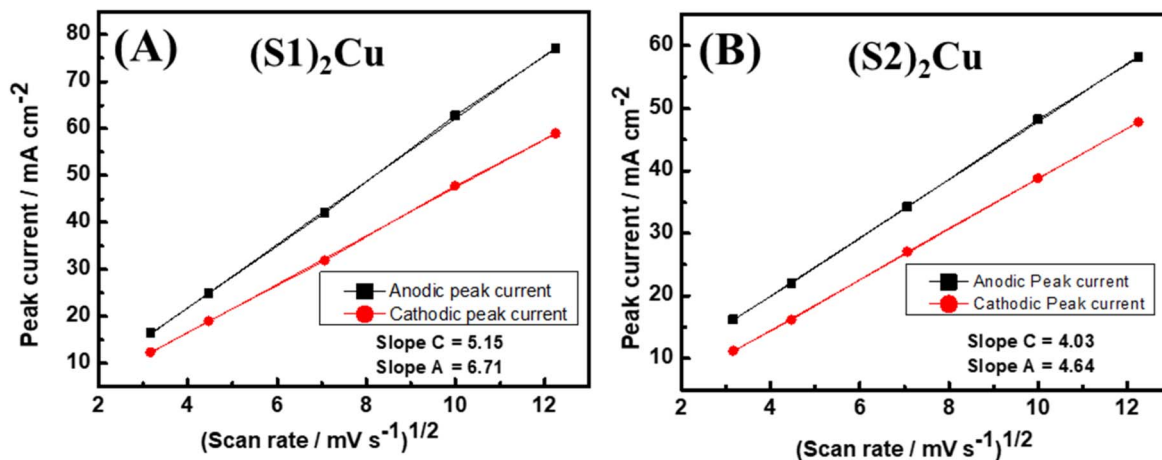 (A)
(S1)₂Cu
80
70
60
50
40
30
20
10
Peak current / mA cm⁻²
Anodic peak current
Cathodic peak current
Slope C = 5.15
Slope A = 6.71
2 4 6 8 10 12
(Scan rate / mV s⁻¹)¹/²
(B)
(S2)₂Cu
60
50
40
30
20
10
Peak current / mA cm⁻²
Anodic Peak current
Cathodic Peak current
Slope C = 4.03
Slope A = 4.64
2 4 6 8 10 12
(Scan rate / mV s⁻¹)¹/²